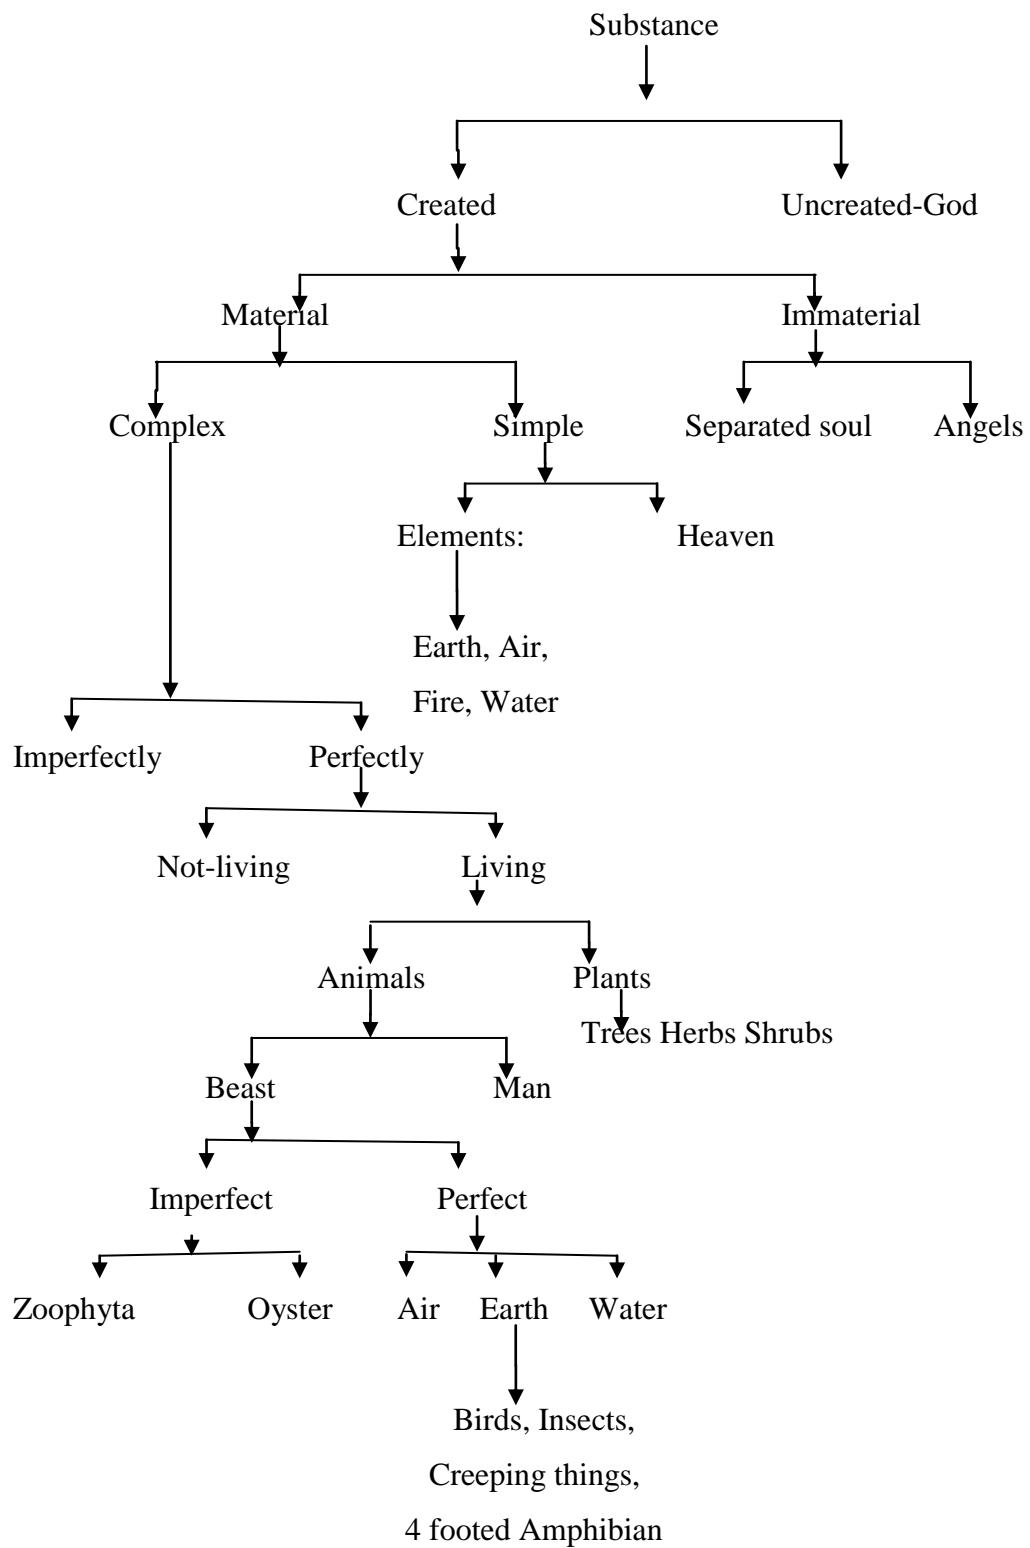 Substance
Created Uncreated-God
Material Immaterial
Complex Simple Separated soul Angels
Elements: Heaven
Earth, Air,
Fire, Water
Imperfectly Perfectly
Not-living Living
Animals Plants
Trees Herbs Shrubs
Beast Man
Imperfect Perfect
Zoophyta Oyster Air Earth Water
Birds, Insects,
Creeping things,
4 footed Amphibian